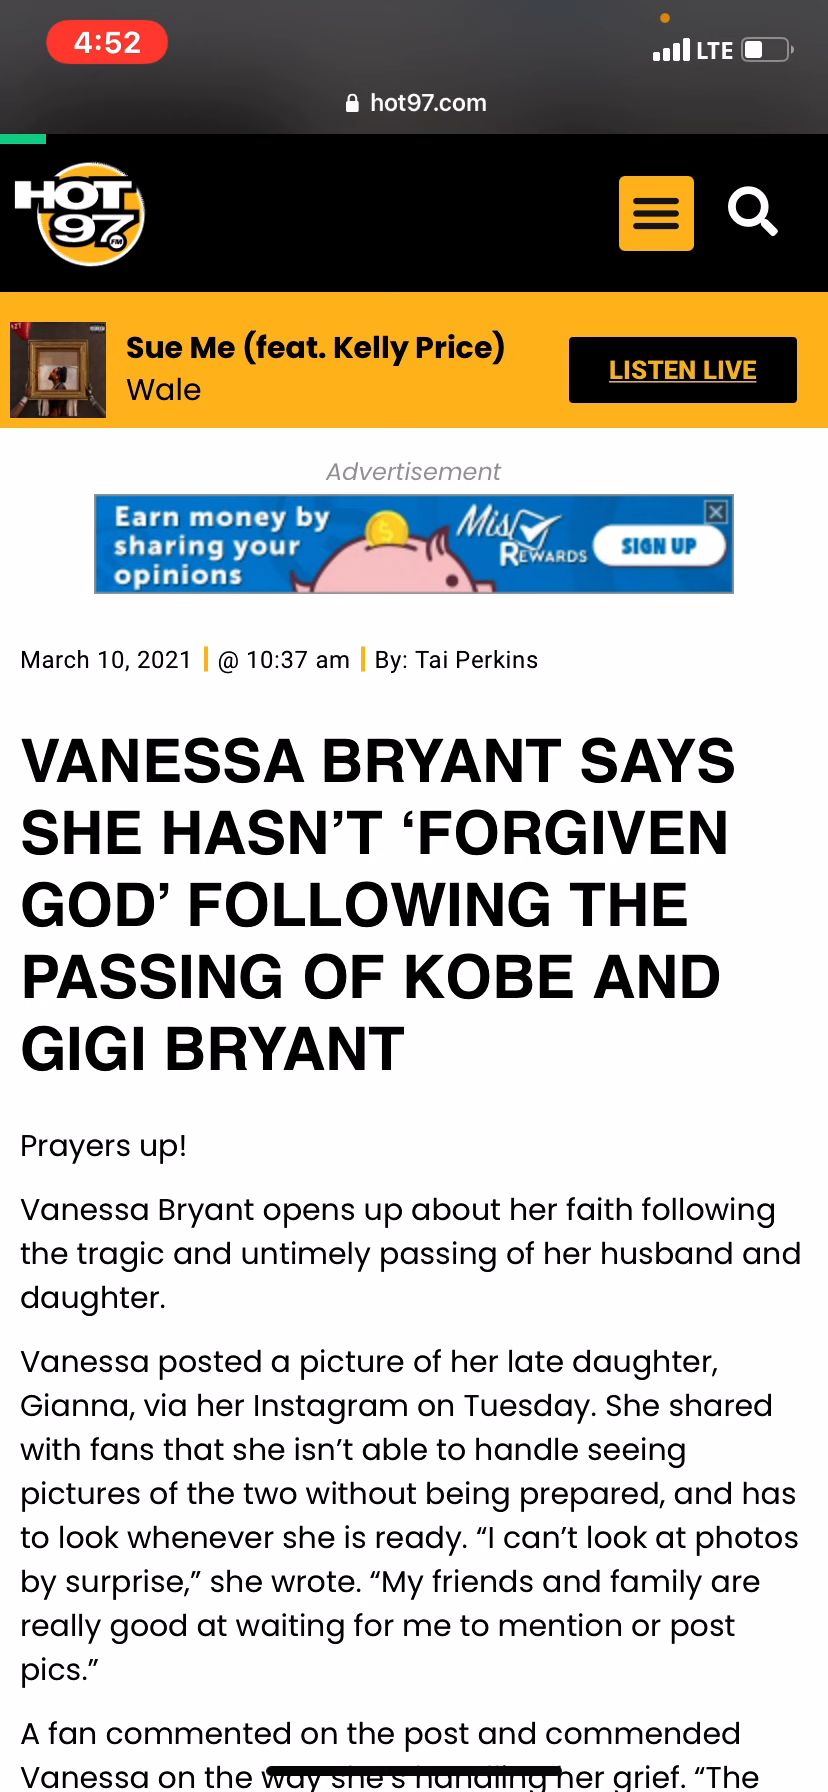 4:52
LTE
hot97.com
HOT
97
FM
Sue Me (feat. Kelly Price)
Wale
LISTEN LIVE
Advertisement
Earn money by
sharing your
opinions
Mis
REWARDS
SIGN UP
March 10, 2021 | @ 10:37 am | By: Tai Perkins
VANESSA BRYANT SAYS
SHE HASN’T ‘FORGIVEN
GOD’ FOLLOWING THE
PASSING OF KOBE AND
GIGI BRYANT
Prayers up!
Vanessa Bryant opens up about her faith following
the tragic and untimely passing of her husband and
daughter.
Vanessa posted a picture of her late daughter,
Gianna, via her Instagram on Tuesday. She shared
with fans that she isn’t able to handle seeing
pictures of the two without being prepared, and has
to look whenever she is ready. “I can’t look at photos
by surprise,” she wrote. “My friends and family are
really good at waiting for me to mention or post
pics.”
A fan commented on the post and commended
Vanessa on the way she’s handling her grief. “The